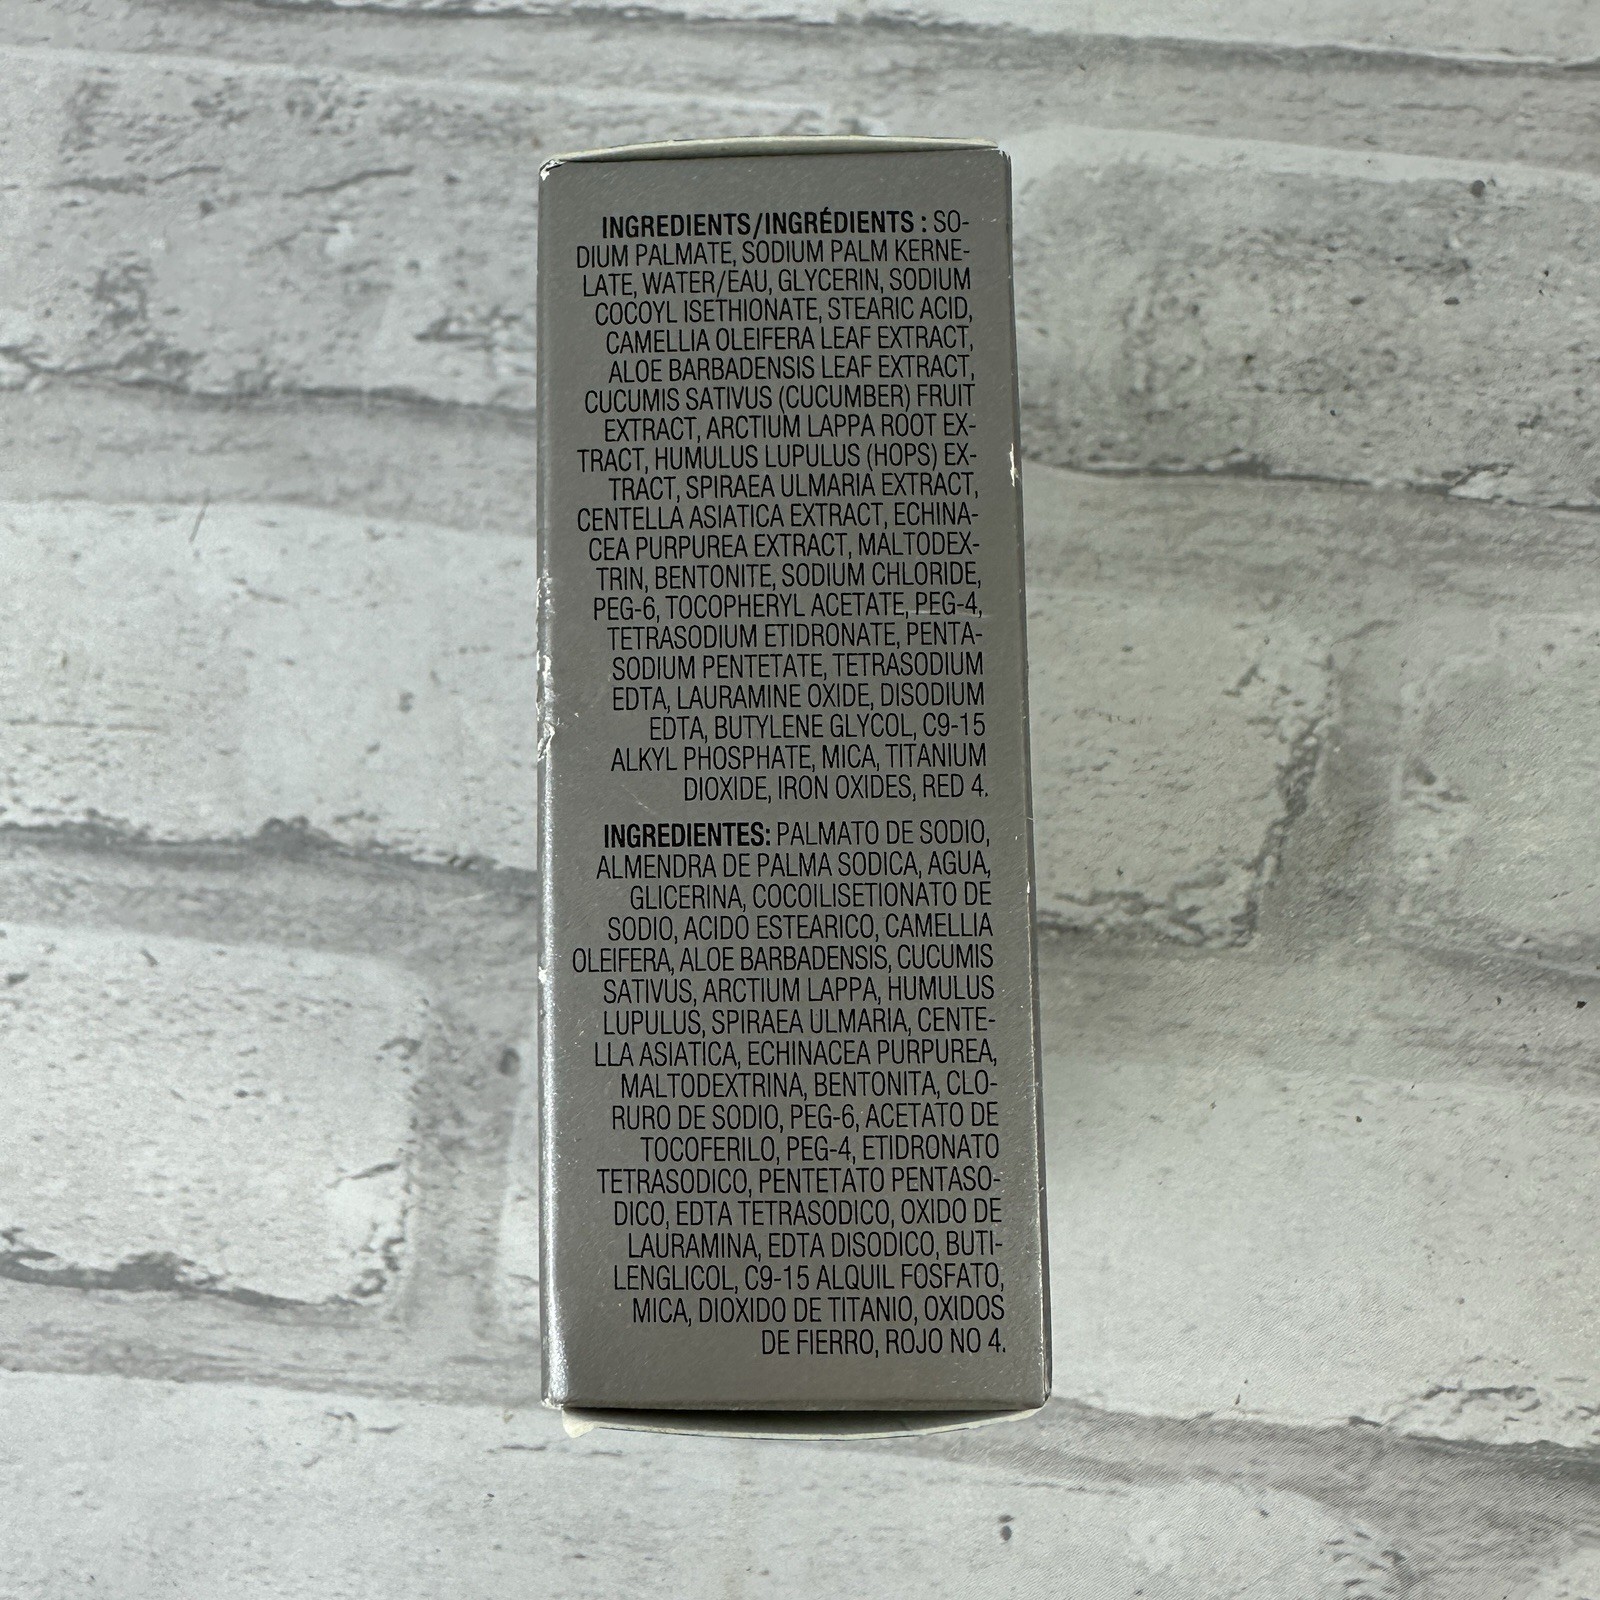 INGREDIENTS/INGRÉDIENTS : SO-
DIUM PALMATE, SODIUM PALM KERNE-
LATE, WATER/EAU, GLYCERIN, SODIUM
COCOYL ISETHIONATE, STEARIC ACID,
CAMELLIA OLEIFERA LEAF EXTRACT,
ALOE BARBADENSIS LEAF EXTRACT,
CUCUMIS SATIVUS (CUCUMBER) FRUIT
EXTRACT, ARCTIUM LAPPA ROOT EX-
TRACT, HUMULUS LUPULUS (HOPS) EX-
TRACT, SPIRAEA ULMARIA EXTRACT,
CENTELLA ASIATICA EXTRACT, ECHINA-
CEA PURPUREA EXTRACT, MALTODEX-
TRIN, BENTONITE, SODIUM CHLORIDE,
PEG-6, TOCOPHERYL ACETATE, PEG-4,
TETRASODIUM ETIDRONATE, PENTA-
SODIUM PENTETATE, TETRASODIUM
EDTA, LAURAMINE OXIDE, DISODIUM
EDTA, BUTYLENE GLYCOL, C9-15
ALKYL PHOSPHATE, MICA, TITANIUM
DIOXIDE, IRON OXIDES, RED 4.
INGREDIENTES: PALMATO DE SODIO,
ALMENDRA DE PALMA SODICA, AGUA,
GLICERINA, COCOILISETIONATO DE
SODIO, ACIDO ESTEARICO, CAMELLIA
OLEIFERA, ALOE BARBADENSIS, CUCUMIS
SATIVUS, ARCTIUM LAPPA, HUMULUS
LUPULUS, SPIRAEA ULMARIA, CENTE-
LLA ASIATICA, ECHINACEA PURPUREA,
MALTODEXTRINA, BENTONITA, CLO-
RURO DE SODIO, PEG-6, ACETATO DE
TOCOFERILO, PEG-4, ETIDRONATO
TETRASODICO, PENTETATO PENTASO-
DICO, EDTA TETRASODICO, OXIDO DE
LAURAMINA, EDTA DISODICO, BUTI-
LENGLICOL, C9-15 ALQUIL FOSFATO,
MICA, DIOXIDO DE TITANIO, OXIDOS
DE FIERRO, ROJO NO 4.